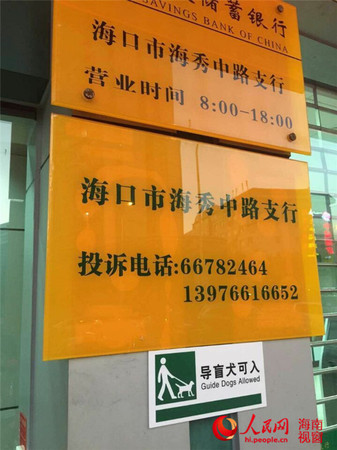 储蓄银行
SAVINGS BANK OF CHINA
海口市海秀中路支行
营业时间 8:00-18:00
海口市海秀中路支行
投诉电话:66782464
13976616652
导盲犬可入
Guide Dogs Allowed
人民网 海南视窗
hi.people.cn